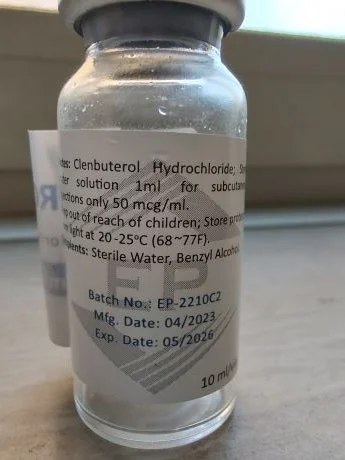 Clenbuterol Hydrochloride;
solution 1ml for
only 50 mcg/ml.
out of reach of children; Store
light at 20-25°C (68~77F).
Sterile Water, Benzyl Alcohol
EP
Batch No.: EP-2210C2
Mfg. Date: 04/2023
Exp. Date: 05/2026
10 ml/